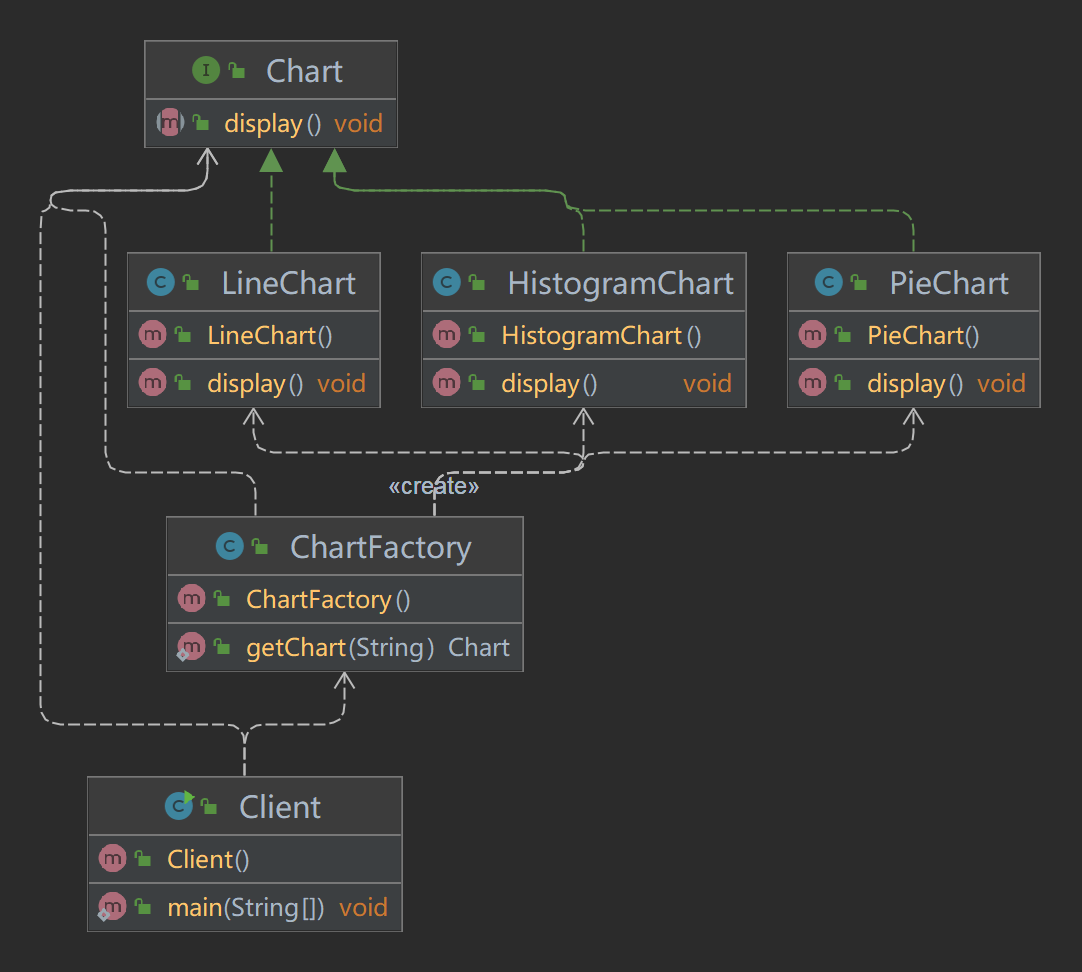 Chart
display() void
LineChart
LineChart()
display() void
HistogramChart
HistogramChart()
display() void
PieChart
PieChart()
display() void
«create»
ChartFactory
ChartFactory()
getChart(String) Chart
Client
Client()
main(String[]) void